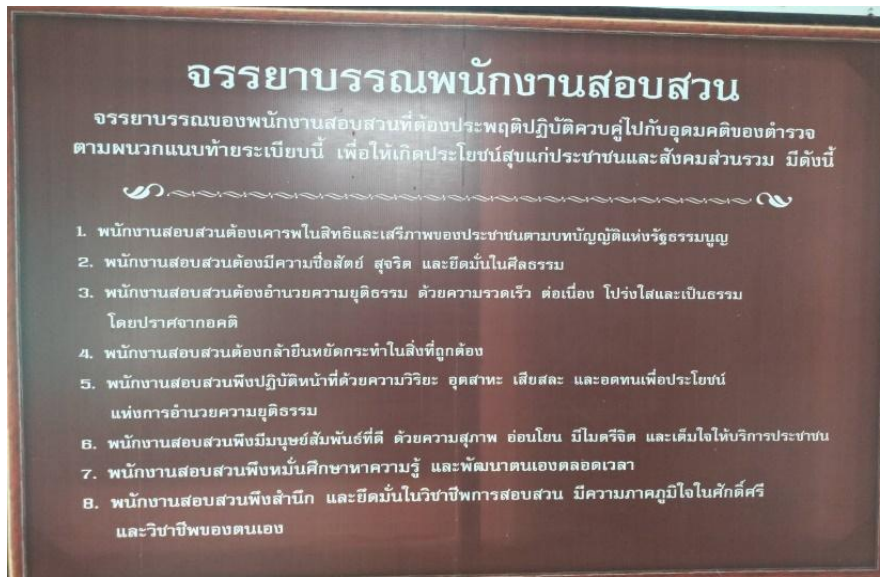 จรรยาบรรณพนักงานสอบสวน
จรรยาบรรณของพนักงานสอบสวนที่ต้องประพฤติปฏิบัติควบคู่ไปกับอุดมคติของตำรวจ
ตามผนวกแนบท้ายระเบียบนี้ เพื่อให้เกิดประโยชน์สุขแก่ประชาชนและสังคมส่วนรวม มีดังนี้
1. พนักงานสอบสวนต้องเคารพในสิทธิและเสรีภาพของประชาชนตามบทบัญญัติแห่งรัฐธรรมนูญ
2. พนักงานสอบสวนต้องมีความซื่อสัตย์ สุจริต และยึดมั่นในศีลธรรม
3. พนักงานสอบสวนต้องอำนวยความยุติธรรม ด้วยความรวดเร็ว ต่อเนื่อง โปร่งใสและเป็นธรรม
โดยปราศจากอคติ
4. พนักงานสอบสวนต้องกล้ายืนหยัดกระทำในสิ่งที่ถูกต้อง
5. พนักงานสอบสวนพึงปฏิบัติหน้าที่ด้วยความวิริยะ อุตสาหะ เสียสละ และอดทนเพื่อประโยชน์
แห่งการอำนวยความยุติธรรม
6. พนักงานสอบสวนพึงมีมนุษย์สัมพันธ์ที่ดี ด้วยความสุภาพ อ่อนโยน มีไมตรีจิต และเต็มใจให้บริการประชาชน
7. พนักงานสอบสวนพึงหมั่นศึกษาหาความรู้ และพัฒนาตนเองตลอดเวลา
8. พนักงานสอบสวนพึงสำนึก และยึดมั่นในวิชาชีพการสอบสวน มีความภาคภูมิใจในศักดิ์ศรี
และวิชาชีพของตนเอง